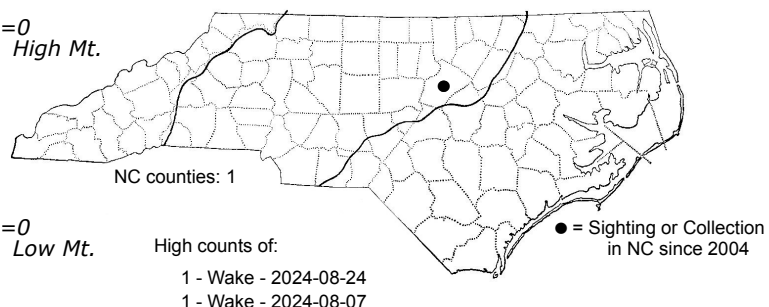 =0
High Mt.
NC counties: 1
=0
Low Mt.
High counts of:
1 - Wake - 2024-08-24
1 - Wake - 2024-08-07
● = Sighting or Collection
in NC since 2004